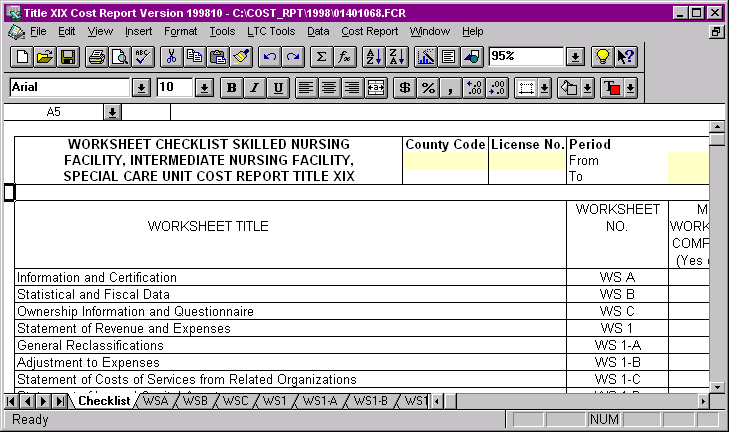 Title XIX Cost Report Version 199810 - C:\COST_RPT\1998\01401068.FCR
File Edit View Insert Format Tools LTC Tools Data Cost Report Window Help
ABC Σ fx A Z Z A 95% ?
Arial 10 B I U $ % , T
A5
WORKSHEET CHECKLIST SKILLED NURSING
FACILITY, INTERMEDIATE NURSING FACILITY,
SPECIAL CARE UNIT COST REPORT TITLE XIX
County Code License No. Period
From
To
WORKSHEET TITLE
WORKSHEET
NO.
M
WORK
COMF
(Yes
Information and Certification WS A
Statistical and Fiscal Data WS B
Ownership Information and Questionnaire WS C
Statement of Revenue and Expenses WS 1
General Reclassifications WS 1-A
Adjustment to Expenses WS 1-B
Statement of Costs of Services from Related Organizations WS 1-C
Checklist WSA WSB WSC WS1 WS1-A WS1-B WS1
Ready NUM